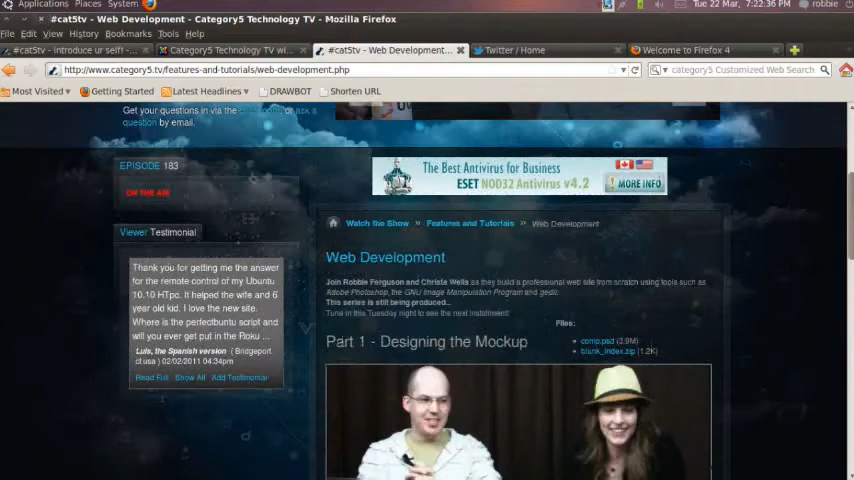 Applications Places System
Tue 22 Mar, 7:22:36 PM robbie
#cat5tv - Web Development - Category5 Technology TV - Mozilla Firefox
File Edit View History Bookmarks Tools Help
#cat5tv - introduce ur self! - ...
Category5 Technology TV wi...
#cat5tv - Web Development...
Twitter / Home
Welcome to Firefox 4
http://www.category5.tv/features-and-tutorials/web-development.php
category5 Customized Web Search
Most Visited
Getting Started
Latest Headlines
DRAWBOT
Shorten URL
Get your questions in via the
or ask a
question by email.
EPISODE 183
ON THE AIR
The Best Antivirus for Business
ESET NOD32 Antivirus v4.2
MORE INFO
Viewer Testimonial
Thank you for getting me the answer
for the remote control of my Ubuntu
10.10 HTpc. It helped the wife and 6
year old kid. I love the new site.
Where is the perfectbuntu script and
will you ever get put in the Roku ...
Luis, the Spanish version ( Bridgeport,
ct usa ) 02/02/2011 04:34pm
Read Full Show All Add Testimonial
Watch the Show » Features and Tutorials » Web Development
Web Development
Join Robbie Ferguson and Christa Wells as they build a professional web site from scratch using tools such as
Adobe Photoshop, the GNU Image Manipulation Program and gedit.
This series is still being produced...
Tune in this Tuesday night to see the next installment!
Files:
comp.psd (3.9M)
blank_index.zip (1.2K)
Part 1 - Designing the Mockup